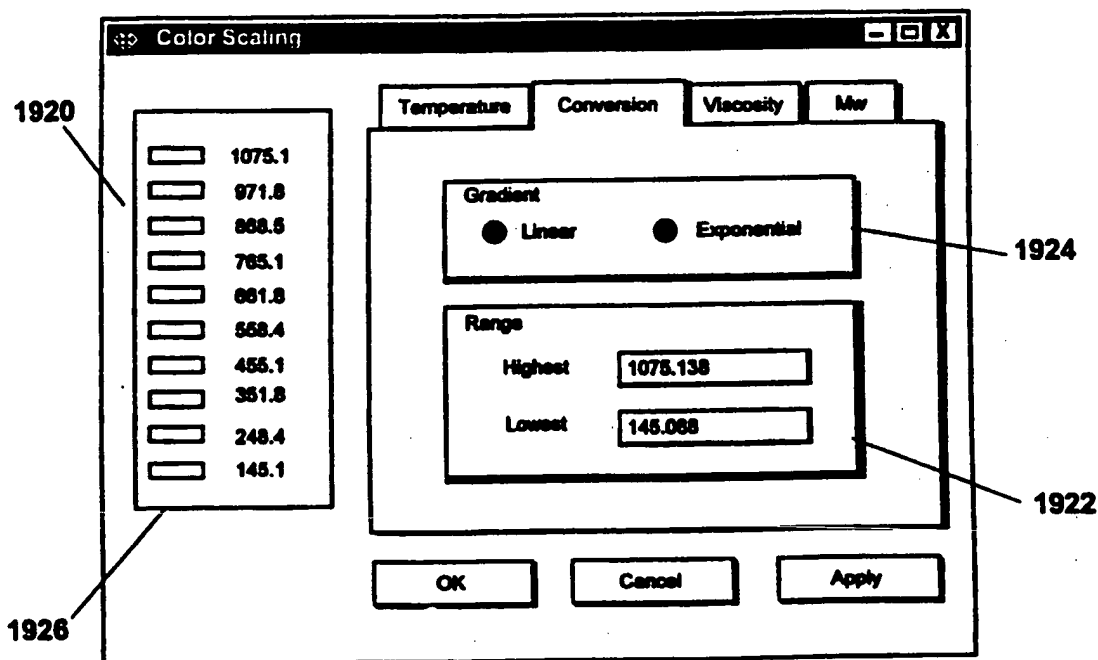 Color Scaling
1920
Temperature Conversion Viscosity Mw
1075.1
971.8
868.5
765.1
661.8
558.4
455.1
351.8
248.4
145.1
Gradient
Linear Exponential
1924
Range
Highest 1075.138
Lowest 145.088
1922
OK Cancel Apply
1926